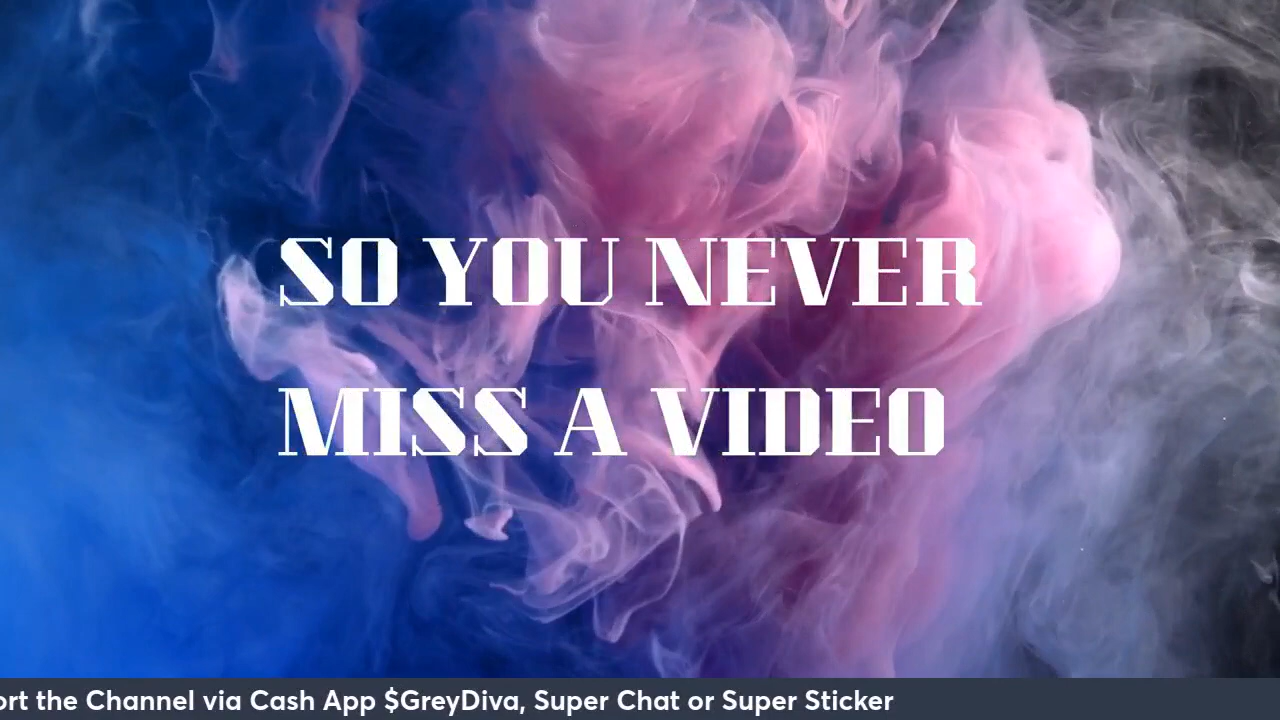 SO YOU NEVER
MISS A VIDEO
ort the Channel via Cash App $GreyDiva, Super Chat or Super Sticker